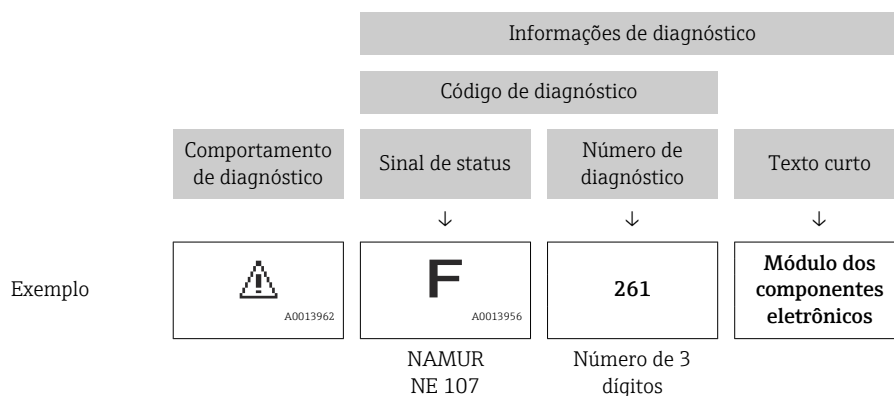 Informações de diagnóstico
Código de diagnóstico
Comportamento
de diagnóstico
Sinal de status
Número de
diagnóstico
Texto curto
Exemplo
A0013962
F
A0013956
261
Módulo dos
componentes
eletrônicos
NAMUR
NE 107
Número de 3
dígitos